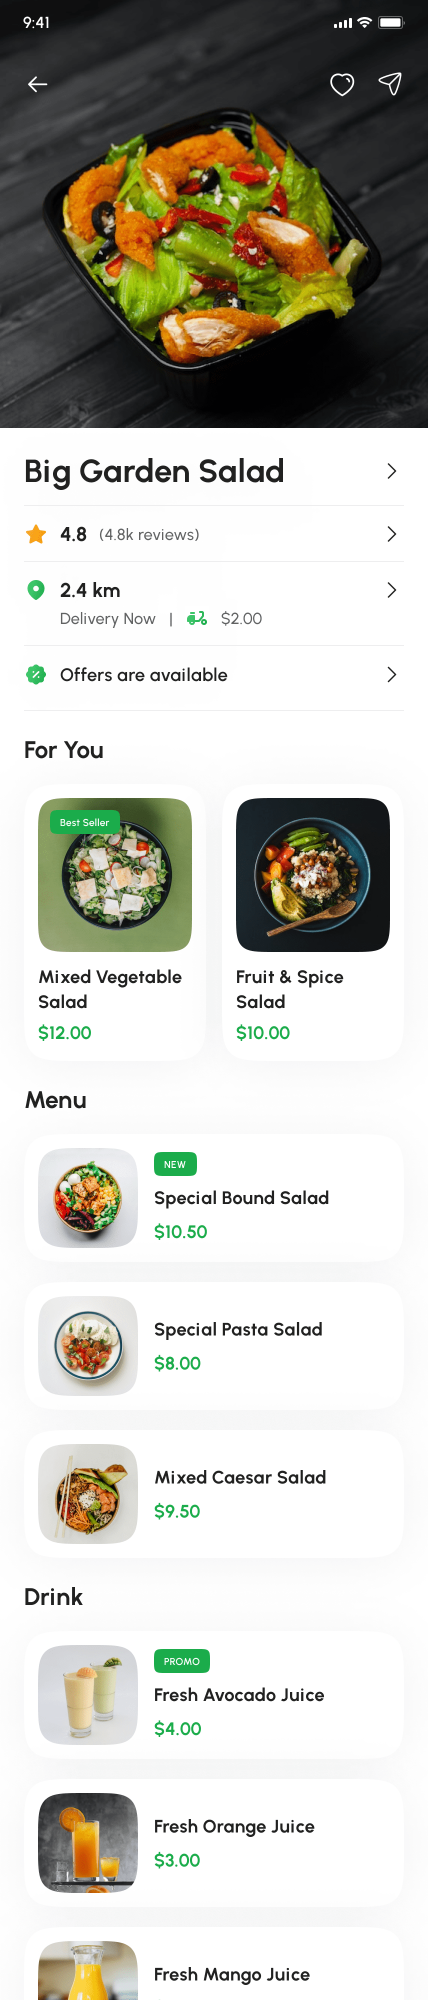 9:41
Big Garden Salad
4.8 (4.8k reviews)
2.4 km
Delivery Now | $2.00
Offers are available
For You
Best Seller
Mixed Vegetable
Salad
$12.00
Fruit & Spice
Salad
$10.00
Menu
NEW
Special Bound Salad
$10.50
Special Pasta Salad
$8.00
Mixed Caesar Salad
$9.50
Drink
PROMO
Fresh Avocado Juice
$4.00
Fresh Orange Juice
$3.00
Fresh Mango Juice